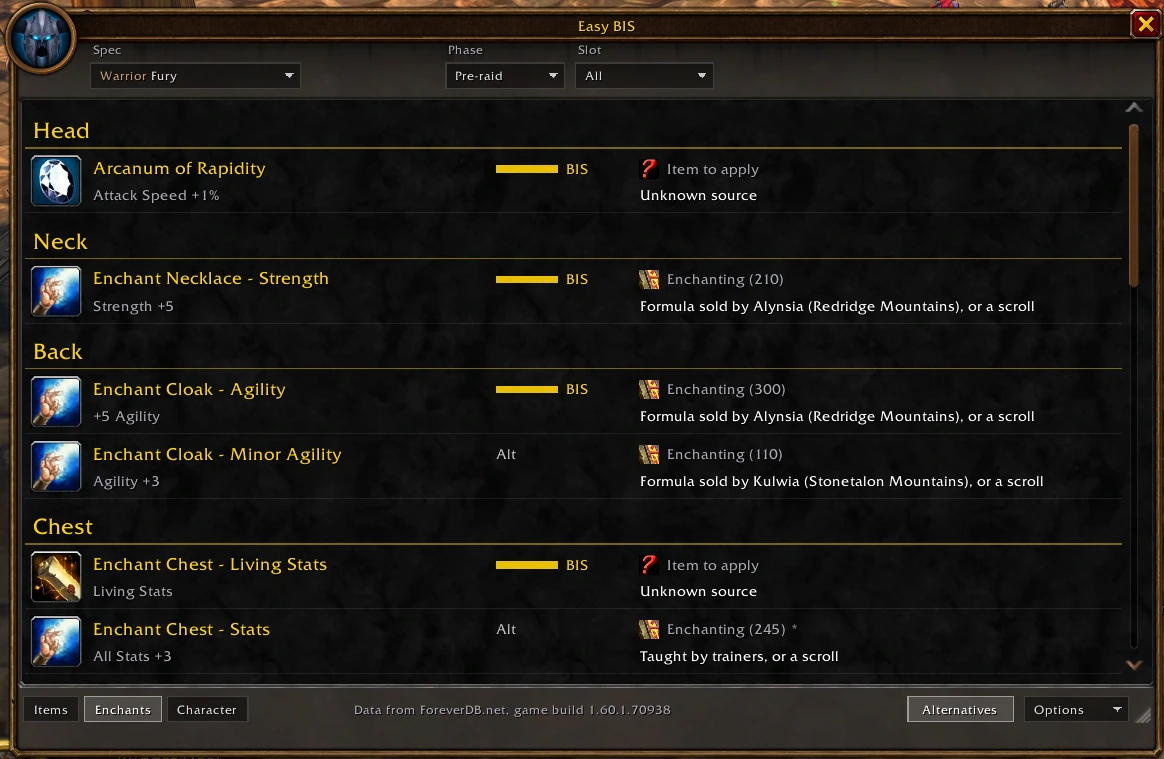 Easy BIS
Spec
Phase
Slot
Warrior Fury
Pre-raid
All
Head
Arcanum of Rapidity
BIS
? Item to apply
Attack Speed +1%
Unknown source
Neck
Enchant Necklace - Strength
BIS
Enchanting (210)
Strength +5
Formula sold by Alynsia (Redridge Mountains), or a scroll
Back
Enchant Cloak - Agility
BIS
Enchanting (300)
+5 Agility
Formula sold by Alynsia (Redridge Mountains), or a scroll
Enchant Cloak - Minor Agility
Alt
Enchanting (110)
Agility +3
Formula sold by Kulwia (Stonetalon Mountains), or a scroll
Chest
Enchant Chest - Living Stats
BIS
? Item to apply
Living Stats
Unknown source
Enchant Chest - Stats
Alt
Enchanting (245) *
All Stats +3
Taught by trainers, or a scroll
Items
Enchants
Character
Data from ForeverDB.net, game build 1.60.1.70938
Alternatives
Options